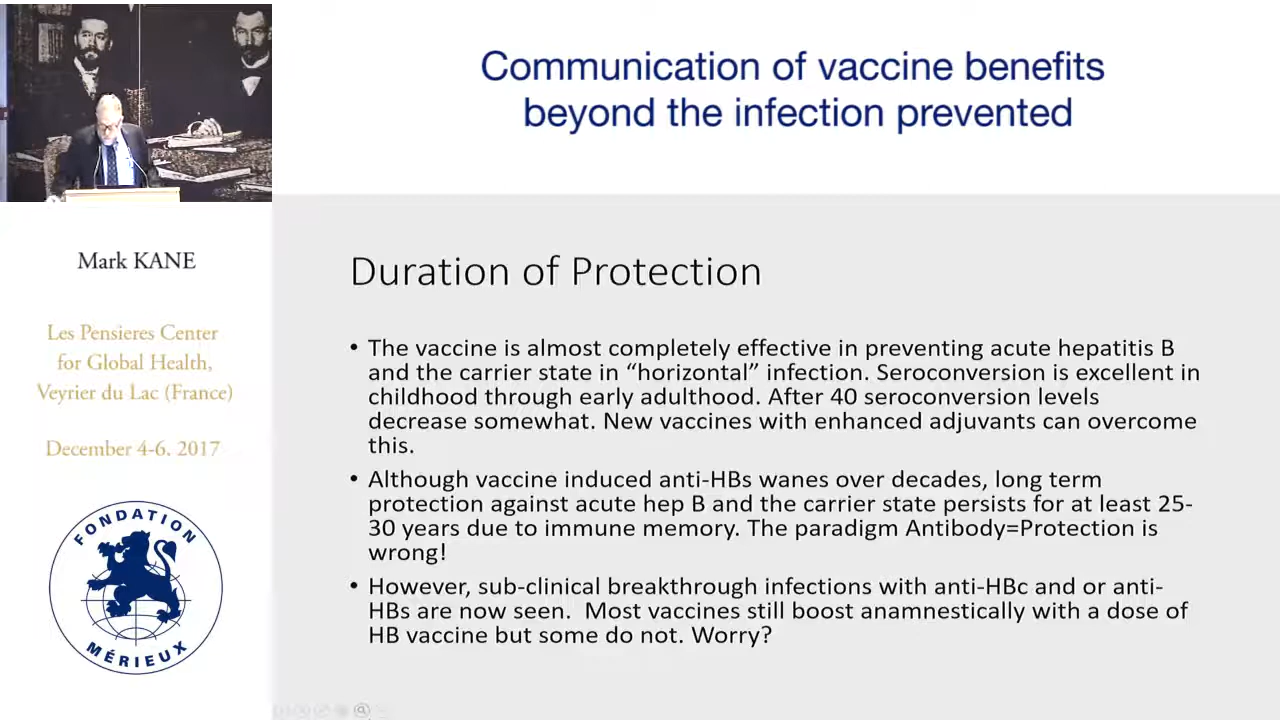 Communication of vaccine benefits
beyond the infection prevented
Mark KANE
Les Pensieres Center
for Global Health,
Veyrier du Lac (France)
December 4-6, 2017
FONDATION
MÉRIEUX
Duration of Protection
• The vaccine is almost completely effective in preventing acute hepatitis B
and the carrier state in “horizontal” infection. Seroconversion is excellent in
childhood through early adulthood. After 40 seroconversion levels
decrease somewhat. New vaccines with enhanced adjuvants can overcome
this.
• Although vaccine induced anti-HBs wanes over decades, long term
protection against acute hep B and the carrier state persists for at least 25-
30 years due to immune memory. The paradigm Antibody=Protection is
wrong!
• However, sub-clinical breakthrough infections with anti-HBc and or anti-
HBs are now seen.  Most vaccines still boost anamnestically with a dose of
HB vaccine but some do not. Worry?